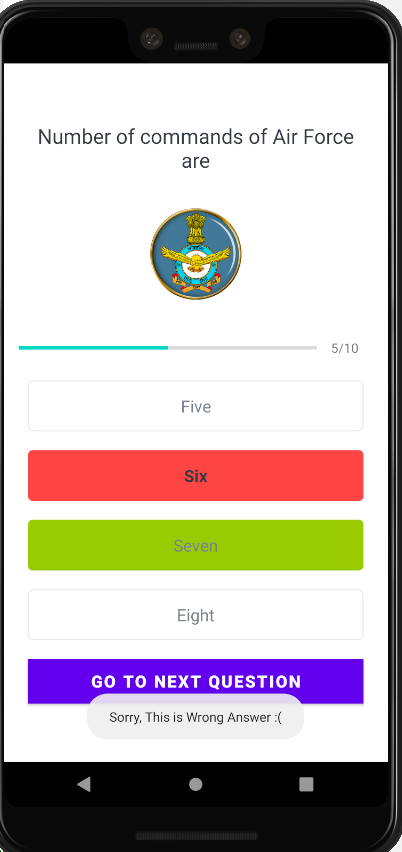 Number of commands of Air Force
are
5/10
Five
Six
Seven
Eight
GO TO NEXT QUESTION
Sorry, This is Wrong Answer :(